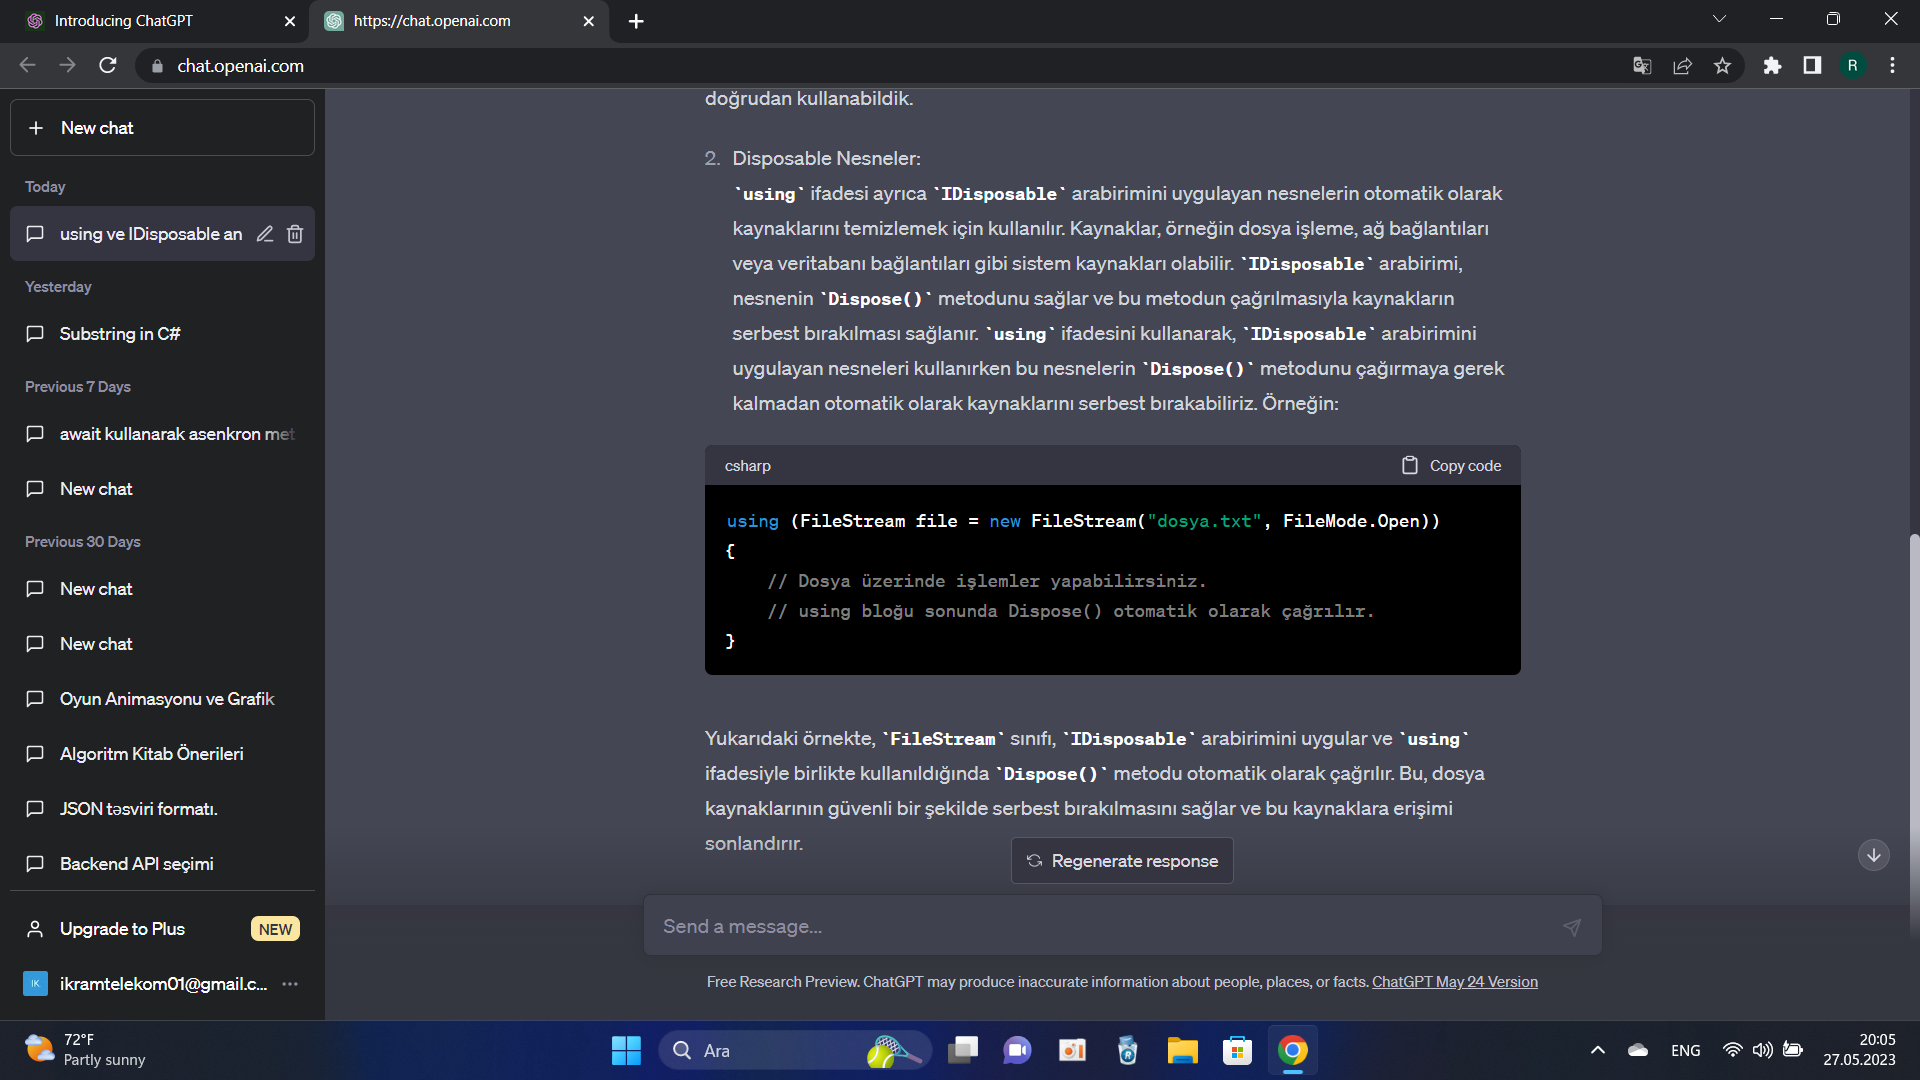 Introducing ChatGPT
https://chat.openai.com
chat.openai.com
R
New chat
Today
using ve IDisposable an
Yesterday
Substring in C#
Previous 7 Days
await kullanarak asenkron met
New chat
Previous 30 Days
New chat
New chat
Oyun Animasyonu ve Grafik
Algoritm Kitab Önerileri
JSON təsviri formatı.
Backend API seçimi
Upgrade to Plus NEW
IK ikramtelekom01@gmail.c...
doğrudan kullanabildik.
2. Disposable Nesneler:
`using` ifadesi ayrıca `IDisposable` arabirimini uygulayan nesnelerin otomatik olarak
kaynaklarını temizlemek için kullanılır. Kaynaklar, örneğin dosya işleme, ağ bağlantıları
veya veritabanı bağlantıları gibi sistem kaynakları olabilir. `IDisposable` arabirimi,
nesnenin `Dispose()` metodunu sağlar ve bu metodun çağrılmasıyla kaynakların
serbest bırakılması sağlanır. `using` ifadesini kullanarak, `IDisposable` arabirimini
uygulayan nesneleri kullanırken bu nesnelerin `Dispose()` metodunu çağırmaya gerek
kalmadan otomatik olarak kaynaklarını serbest bırakabiliriz. Örneğin:
csharp Copy code
using (FileStream file = new FileStream("dosya.txt", FileMode.Open))
{
// Dosya üzerinde işlemler yapabilirsiniz.
// using bloğu sonunda Dispose() otomatik olarak çağrılır.
}
Yukarıdaki örnekte, `FileStream` sınıfı, `IDisposable` arabirimini uygular ve `using`
ifadesiyle birlikte kullanıldığında `Dispose()` metodu otomatik olarak çağrılır. Bu, dosya
kaynaklarının güvenli bir şekilde serbest bırakılmasını sağlar ve bu kaynaklara erişimi
sonlandırır.
Regenerate response
Send a message...
Free Research Preview. ChatGPT may produce inaccurate information about people, places, or facts. ChatGPT May 24 Version
72°F
Partly sunny
Ara
ENG
20:05
27.05.2023